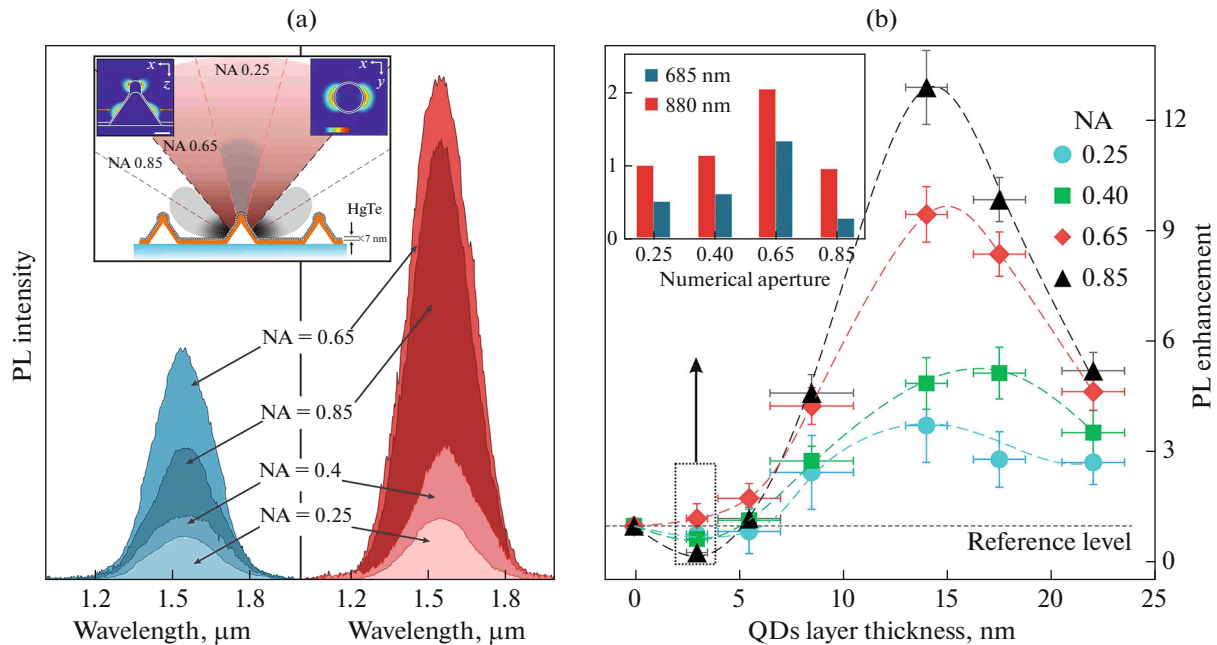 (a)
(b)
x
z
NA 0.25
x
y
NA 0.65
NA 0.85
HgTe
<7 nm
PL intensity
NA = 0.65
NA = 0.85
NA = 0.4
NA = 0.25
1.2 1.5 1.8
1.2 1.5 1.8
Wavelength, μm
Wavelength, μm
685 nm
880 nm
2
1
0
0.25 0.40 0.65 0.85
Numerical aperture
NA
0.25
0.40
0.65
0.85
12
9
6
3
0
PL enhancement
Reference level
0 5 10 15 20 25
QDs layer thickness, nm